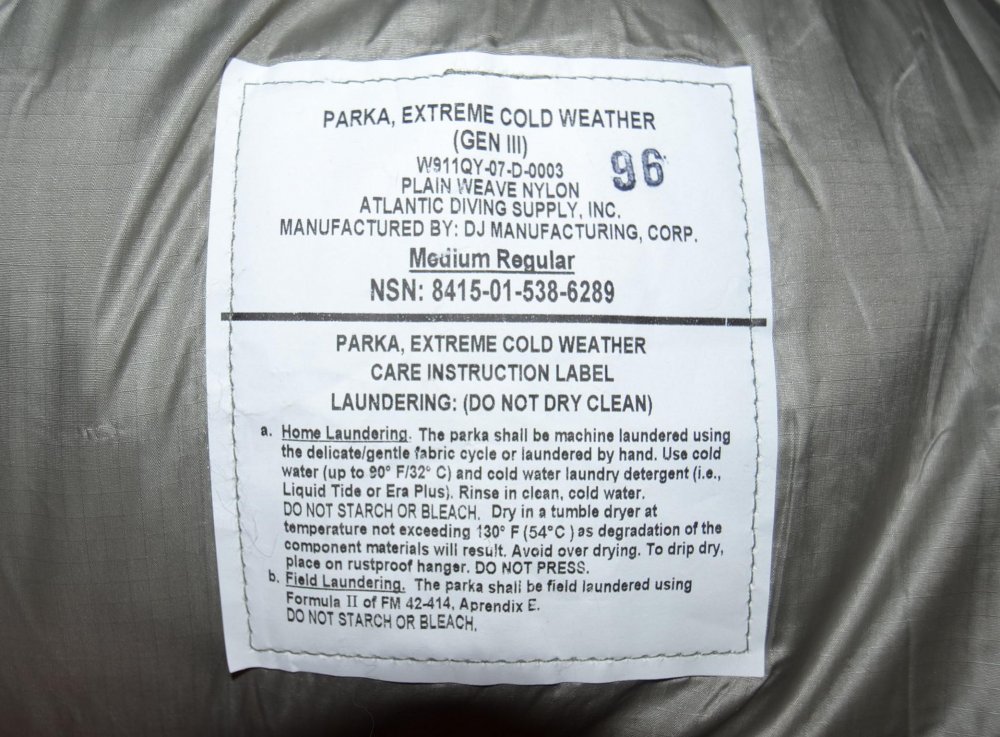 PARKA, EXTREME COLD WEATHER
(GEN III)
W911QY-07-D-0003
96
PLAIN WEAVE NYLON
ATLANTIC DIVING SUPPLY, INC.
MANUFACTURED BY: DJ MANUFACTURING, CORP.
Medium Regular
NSN: 8415-01-538-6289
PARKA, EXTREME COLD WEATHER
CARE INSTRUCTION LABEL
LAUNDERING: (DO NOT DRY CLEAN)
a. Home Laundering. The parka shall be machine laundered using
the delicate/gentle fabric cycle or laundered by hand. Use cold
water (up to 90° F/32° C) and cold water laundry detergent (i.e.,
Liquid Tide or Era Plus). Rinse in clean, cold water.
DO NOT STARCH OR BLEACH. Dry in a tumble dryer at
temperature not exceeding 130° F (54°C ) as degradation of the
component materials will result. Avoid over drying. To drip dry,
place on rustproof hanger. DO NOT PRESS.
b. Field Laundering. The parka shall be field laundered using
Formula II of FM 42-414, Aprendix E.
DO NOT STARCH OR BLEACH.